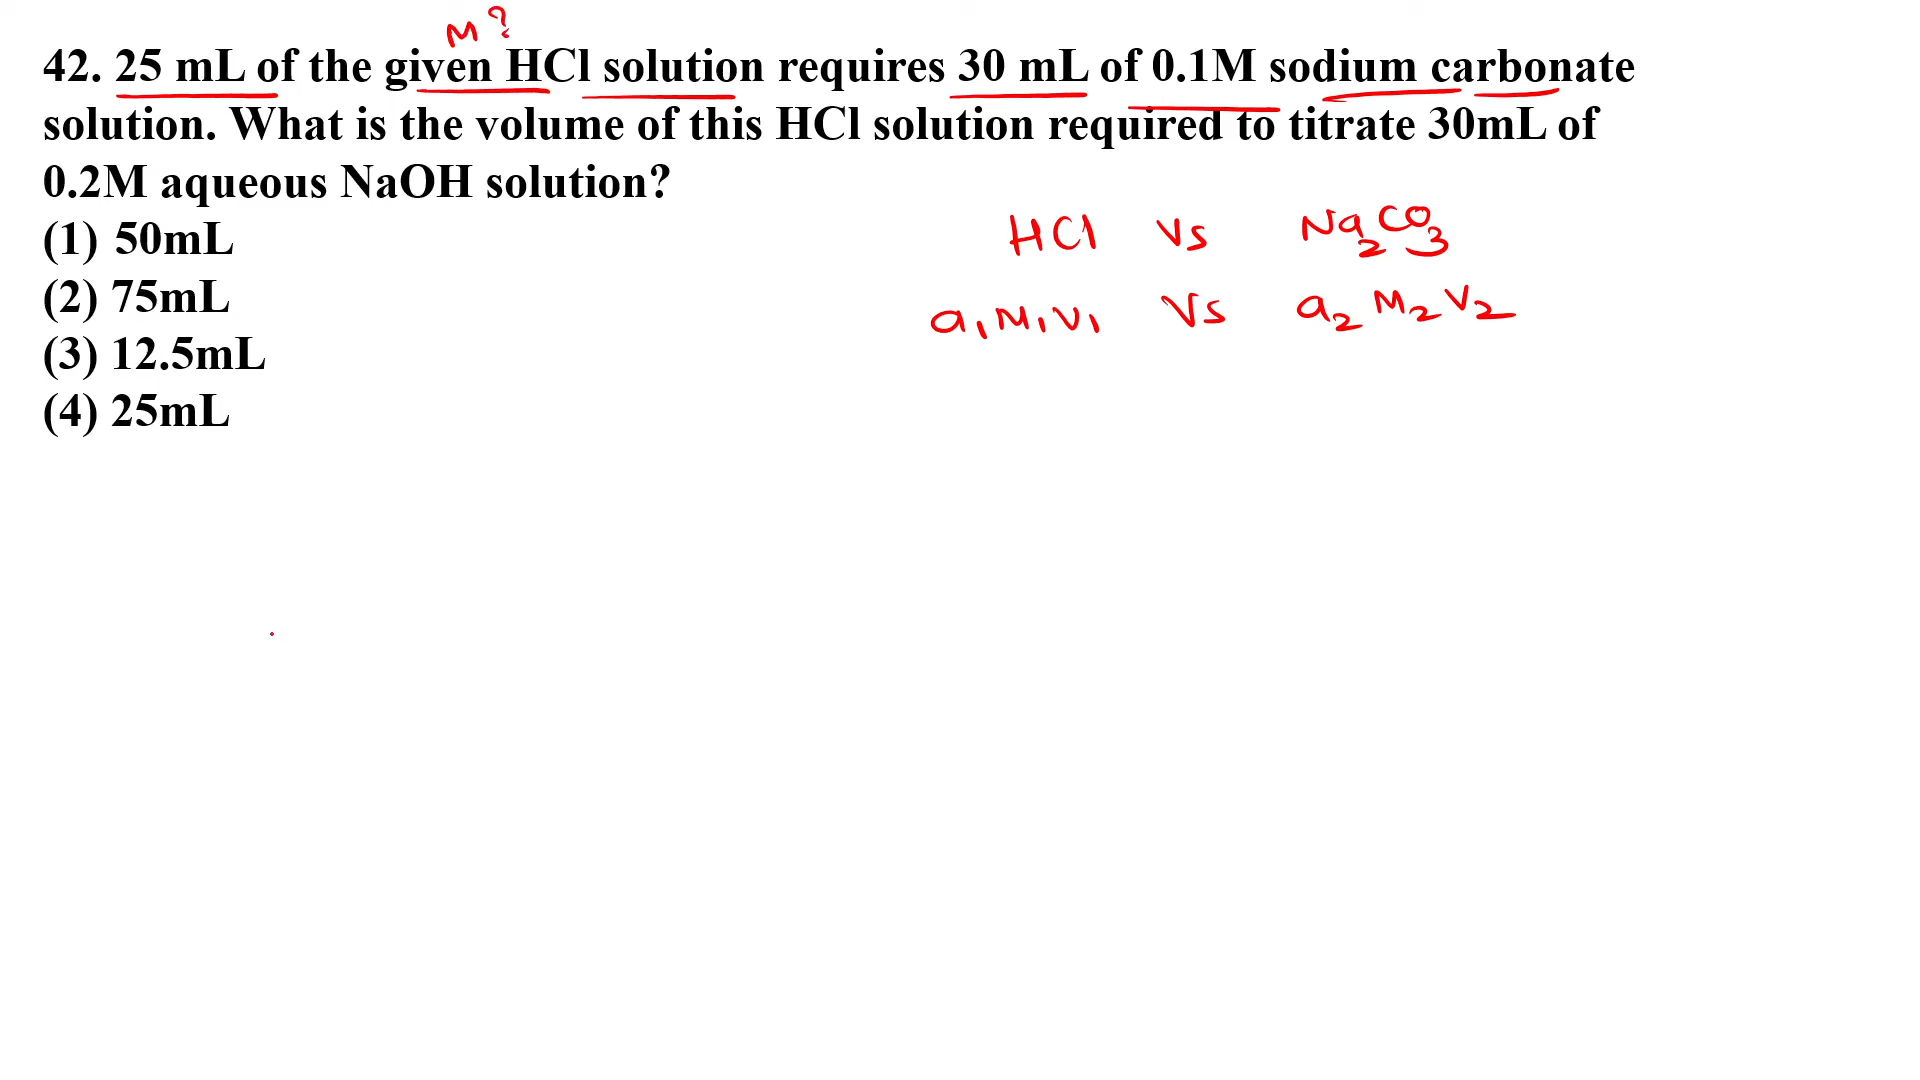 M?
42. 25 mL of the given HCl solution requires 30 mL of 0.1M sodium carbonate
solution. What is the volume of this HCl solution required to titrate 30mL of
0.2M aqueous NaOH solution?
(1) 50mL
(2) 75mL
(3) 12.5mL
(4) 25mL
HCl Vs Na₂CO₃
a₁M₁V₁ Vs a₂M₂V₂